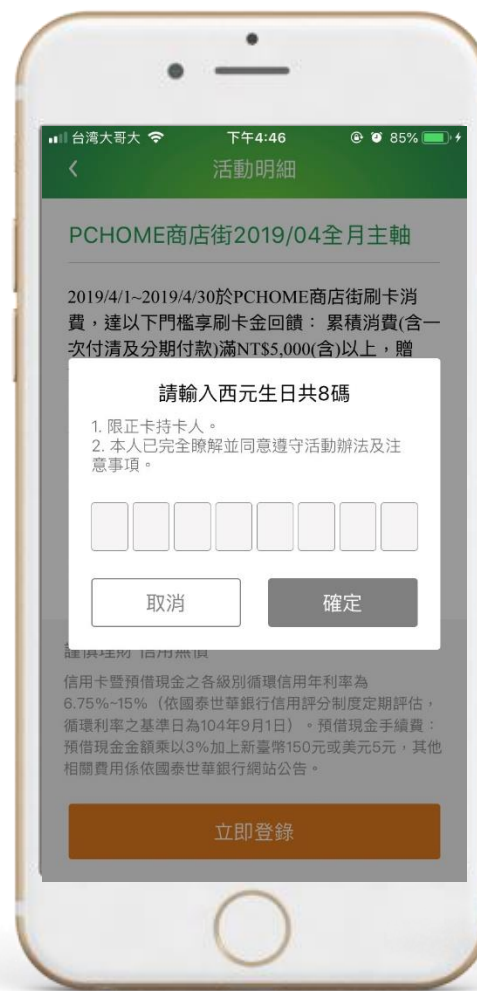 台湾大哥大
下午4:46
85%
活動明細
PCHOME商店街2019/04全月主軸
2019/4/1~2019/4/30於PCHOME商店街刷卡消
費，達以下門檻享刷卡金回饋： 累積消費(含一
次付清及分期付款)滿NT$5,000(含)以上，贈
請輸入西元生日共8碼
1. 限正卡持卡人。
2. 本人已完全瞭解並同意遵守活動辦法及注
意事項。
取消
確定
謹慎理財 信用無價
信用卡暨預借現金之各級別循環信用年利率為
6.75%~15%（依國泰世華銀行信用評分制度定期評估，
循環利率之基準日為104年9月1日）。預借現金手續費：
預借現金金額乘以3%加上新臺幣150元或美元5元，其他
相關費用係依國泰世華銀行網站公告。
立即登錄